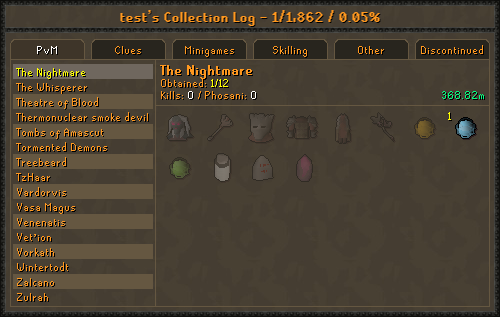 test's Collection Log - 1/1,862 / 0.05%
PvM Clues Minigames Skilling Other Discontinued
The Nightmare
The Whisperer
Theatre of Blood
Thermonuclear smoke devil
Tombs of Amascut
Tormented Demons
Treebeard
TzHaar
Vardorvis
Vasa Magus
Venenatis
Vet'ion
Vorkath
Wintertodt
Zalcano
Zulrah
The Nightmare
Obtained: 1/12
Kills: 0 / Phosani: 0 368.82m
1